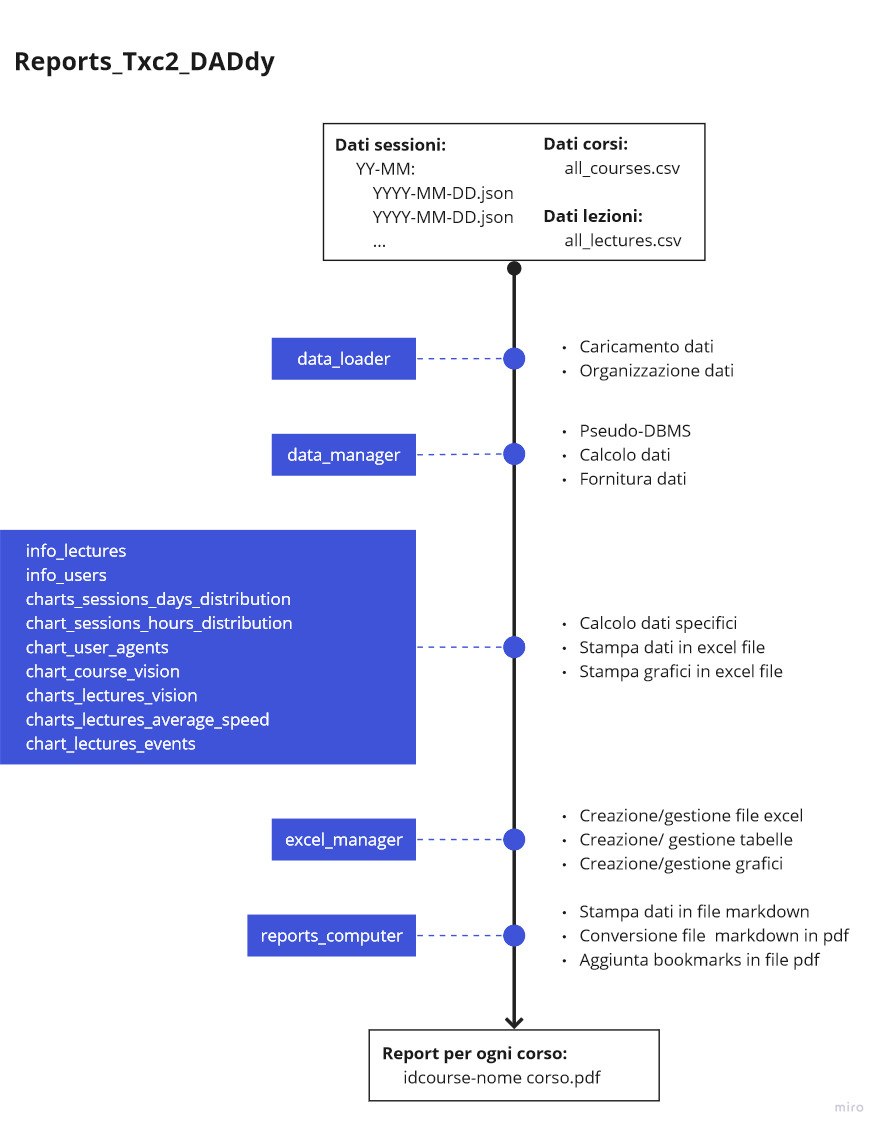 Reports_Txc2_DADdy
Dati sessioni:
YY-MM:
YYYY-MM-DD.json
YYYY-MM-DD.json
...
Dati corsi:
all_courses.csv
Dati lezioni:
all_lectures.csv
data_loader
• Caricamento dati
• Organizzazione dati
data_manager
• Pseudo-DBMS
• Calcolo dati
• Fornitura dati
info_lectures
info_users
charts_sessions_days_distribution
chart_sessions_hours_distribution
chart_user_agents
chart_course_vision
charts_lectures_vision
charts_lectures_average_speed
chart_lectures_events
• Calcolo dati specifici
• Stampa dati in excel file
• Stampa grafici in excel file
excel_manager
• Creazione/gestione file excel
• Creazione/ gestione tabelle
• Creazione/gestione grafici
reports_computer
• Stampa dati in file markdown
• Conversione file  markdown in pdf
• Aggiunta bookmarks in file pdf
Report per ogni corso:
idcourse-nome corso.pdf
miro